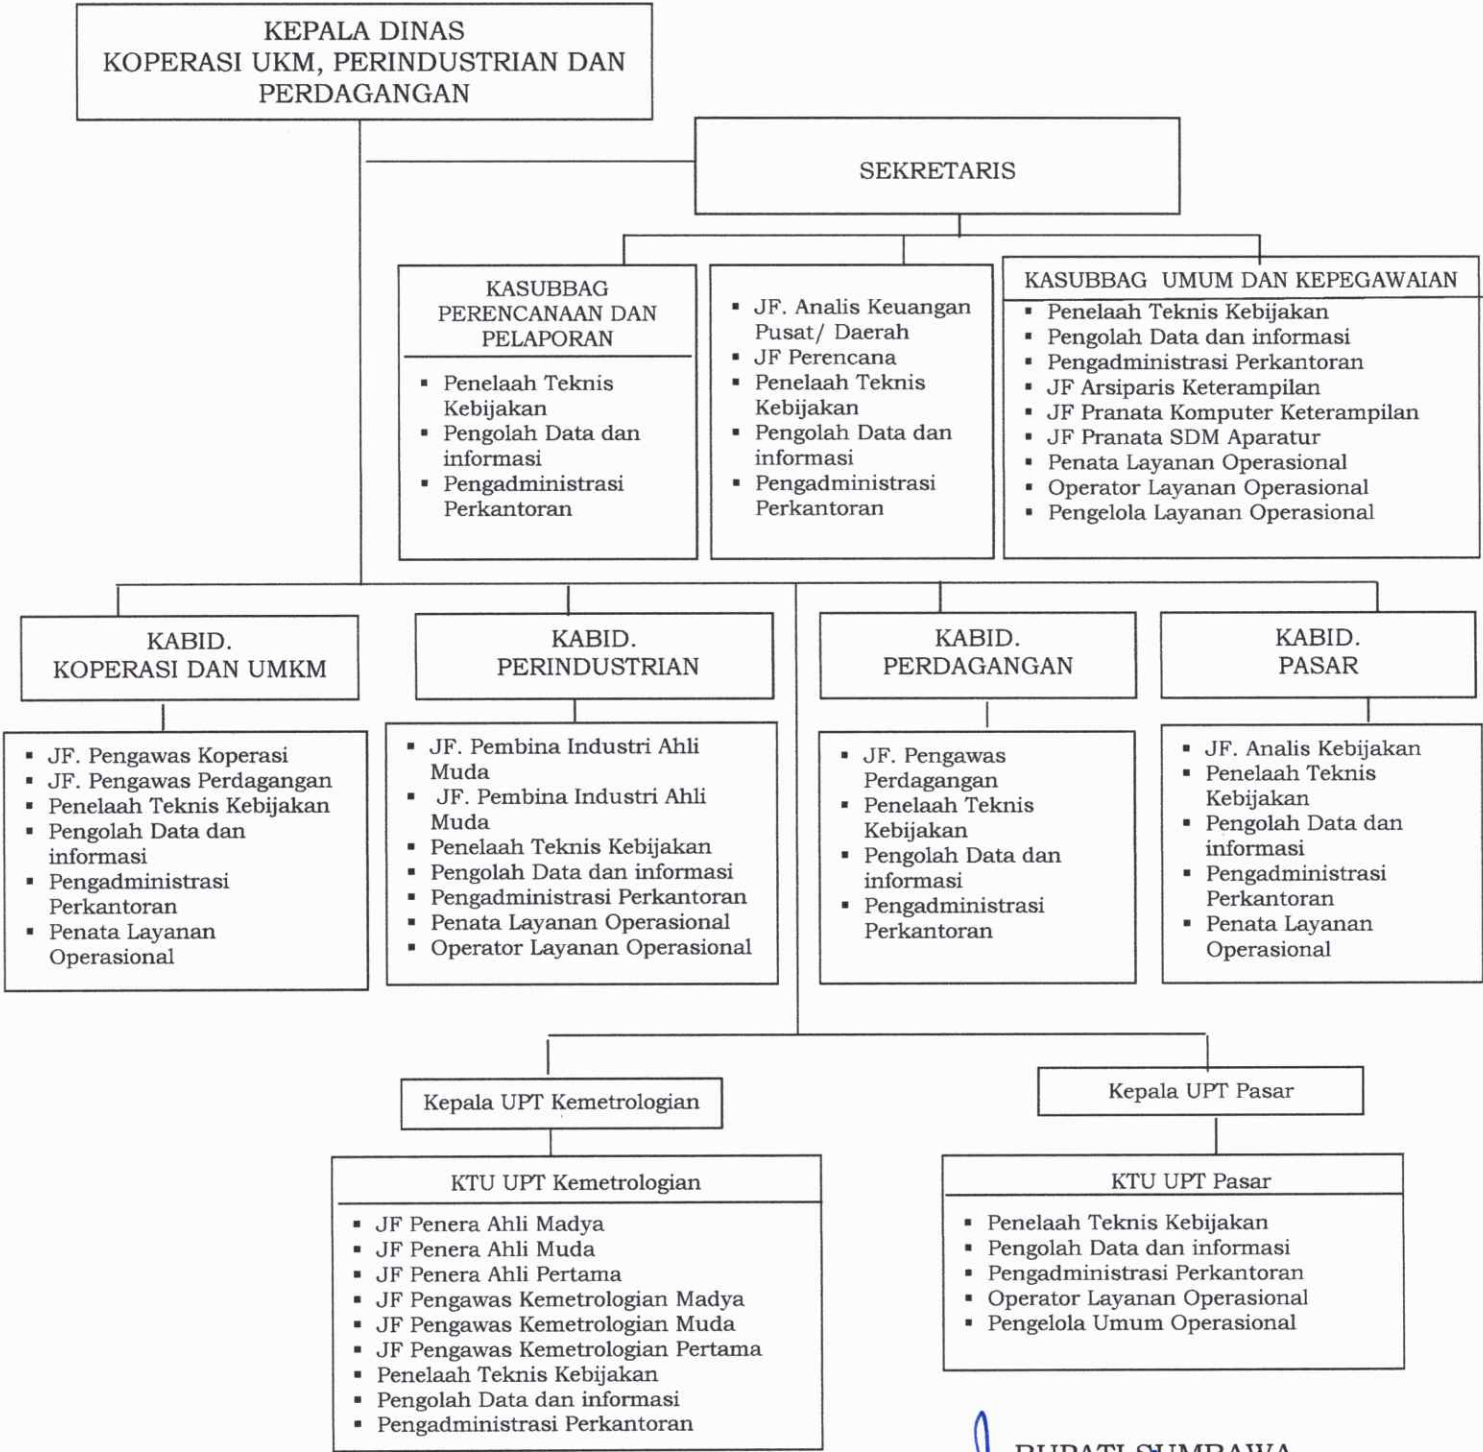 KEPALA DINAS
KOPERASI UKM, PERINDUSTRIAN DAN
PERDAGANGAN
SEKRETARIS
KASUBBAG
PERENCANAAN DAN
PELAPORAN
▪ Penelaah Teknis
Kebijakan
▪ Pengolah Data dan
informasi
▪ Pengadministrasi
Perkantoran
▪ JF. Analis Keuangan
Pusat/ Daerah
▪ JF Perencana
▪ Penelaah Teknis
Kebijakan
▪ Pengolah Data dan
informasi
▪ Pengadministrasi
Perkantoran
KASUBBAG UMUM DAN KEPEGAWAIAN
▪ Penelaah Teknis Kebijakan
▪ Pengolah Data dan informasi
▪ Pengadministrasi Perkantoran
▪ JF Arsiparis Keterampilan
▪ JF Pranata Komputer Keterampilan
▪ JF Pranata SDM Aparatur
▪ Penata Layanan Operasional
▪ Operator Layanan Operasional
▪ Pengelola Layanan Operasional
KABID.
KOPERASI DAN UMKM
▪ JF. Pengawas Koperasi
▪ JF. Pengawas Perdagangan
▪ Penelaah Teknis Kebijakan
▪ Pengolah Data dan
informasi
▪ Pengadministrasi
Perkantoran
▪ Penata Layanan
Operasional
KABID.
PERINDUSTRIAN
▪ JF. Pembina Industri Ahli
Muda
▪ JF. Pembina Industri Ahli
Muda
▪ Penelaah Teknis Kebijakan
▪ Pengolah Data dan informasi
▪ Pengadministrasi Perkantoran
▪ Penata Layanan Operasional
▪ Operator Layanan Operasional
KABID.
PERDAGANGAN
▪ JF. Pengawas
Perdagangan
▪ Penelaah Teknis
Kebijakan
▪ Pengolah Data dan
informasi
▪ Pengadministrasi
Perkantoran
KABID.
PASAR
▪ JF. Analis Kebijakan
▪ Penelaah Teknis
Kebijakan
▪ Pengolah Data dan
informasi
▪ Pengadministrasi
Perkantoran
▪ Penata Layanan
Operasional
Kepala UPT Kemetrologian
KTU UPT Kemetrologian
▪ JF Penera Ahli Madya
▪ JF Penera Ahli Muda
▪ JF Penera Ahli Pertama
▪ JF Pengawas Kemetrologian Madya
▪ JF Pengawas Kemetrologian Muda
▪ JF Pengawas Kemetrologian Pertama
▪ Penelaah Teknis Kebijakan
▪ Pengolah Data dan informasi
▪ Pengadministrasi Perkantoran
Kepala UPT Pasar
KTU UPT Pasar
▪ Penelaah Teknis Kebijakan
▪ Pengolah Data dan informasi
▪ Pengadministrasi Perkantoran
▪ Operator Layanan Operasional
▪ Pengelola Umum Operasional
BUPATI SUMBAWA